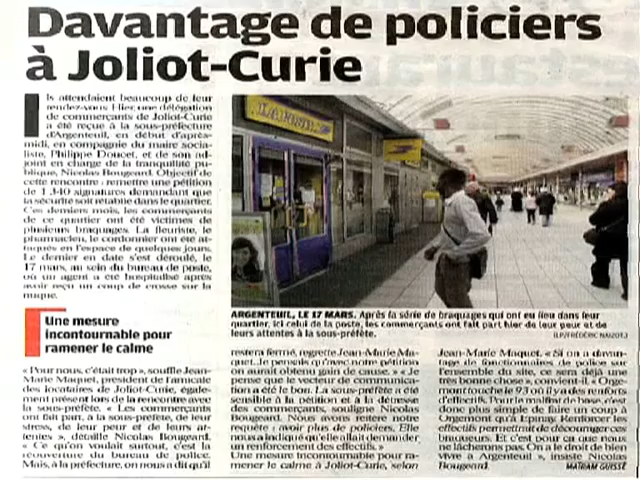 Davantage de policiers
à Joliot-Curie
Ils attendaient beaucoup de leur
rendez-vous. Hier, une délégation
de commerçants de Joliot-Curie
a été reçue à la sous-préfecture
d'Argenteuil, en début d'après-
midi, en compagnie du maire socia-
liste, Philippe Doucet, et de son ad-
joint en charge de la tranquilité pu-
blique, Nicolas Bougeard. Objectif de
cette rencontre : remettre une pétition
de 1 340 signatures demandant que
la sécurité soit rétablie dans le quartier.
Ces derniers mois, les commerçants
de ce quartier ont été victimes de
plusieurs braquages. La fleuriste, le
pharmacien, le cordonnier ont été at-
taqués en l'espace de quelques jours.
Le dernier en date s'est déroulé, le
17 mars, au sein du bureau de poste,
où un agent a été hospitalisé après
avoir reçu un coup de crosse sur la
nuque.
Une mesure
incontournable pour
ramener le calme
« Pour nous, c'était trop », souffle Jean-
Marie Maquet, président de l'amicale
des locataires de Joliot-Curie, égale-
ment présent lors de la rencontre avec
la sous-préfète. « Les commerçants
ont fait part, à la sous-préfète, de leur
stress, de leur peur et de leurs at-
tentes », détaille Nicolas Bougeard.
« Ce qu'on voulait surtout, c'est la
réouverture du bureau de police.
Mais, à la préfecture, on nous a dit qu'il
LA POSTE
ARGENTEUIL, LE 17 MARS. Après la série de braquages qui ont eu lieu dans leur
quartier, ici celui de la poste, les commerçants ont fait part hier de leur peur et de
leurs attentes à la sous-préfète.
restera fermé, regrette Jean-Marie Ma-
quet. Je pensais qu'avec notre pétition
on aurait obtenu gain de cause. » « Je
pense que le vecteur de communica-
tion a été le bon. La sous-préfète a été
sensible à la pétition et à la détresse
des commerçants, souligne Nicolas
Bougeard. Nous avons réitéré notre
requête : avoir plus de policiers. Elle
nous a indiqué qu'elle allait demander
un renforcement des effectifs. »
Une mesure incontournable pour ra-
mener le calme à Joliot-Curie, selon
Jean-Marie Maquet. « Si on a davan-
tage de fonctionnaires de police sur
l'ensemble du site, ce sera déjà une
très bonne chose », convient-il. « Orge-
mont touche le 93 où il y a des renforts
d'effectifs. Pour le malfrat de base, c'est
donc plus simple de faire un coup à
Orgemont qu'à Epinay. Renforcer les
effectifs permettrait de décourager ces
braqueurs. Et c'est pour ça que nous
ne lâcherons pas. On a le droit de bien
vivre à Argenteuil », insiste Nicolas
Bougeard.
MAÏRAM GUISSÉ